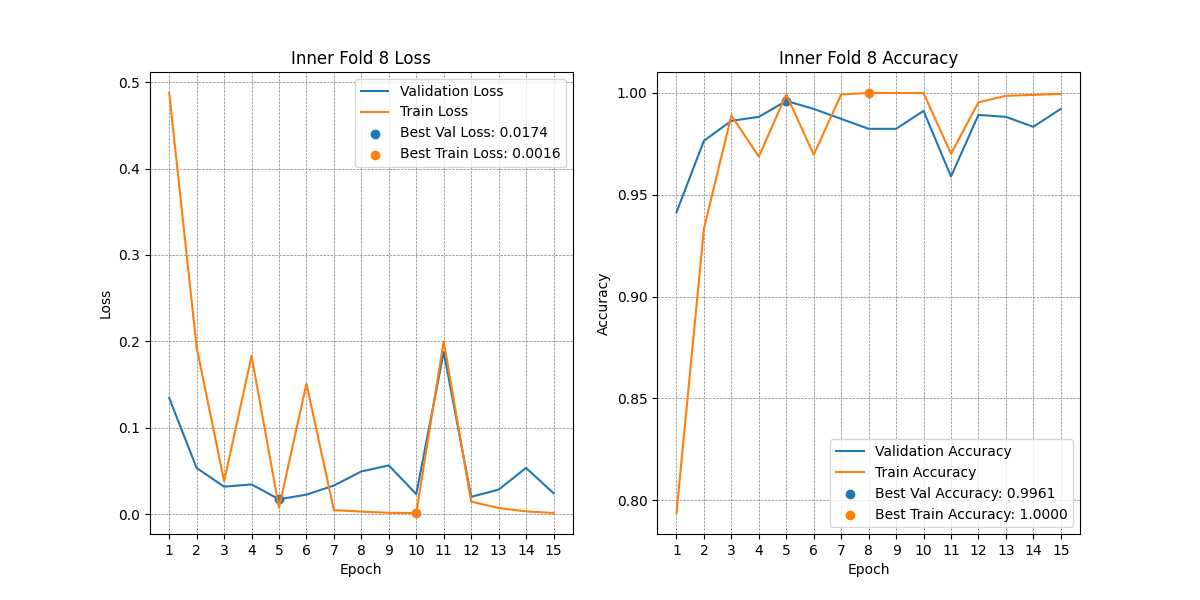 Inner Fold 8 Loss
0.5
0.4
0.3
0.2
0.1
0.0
Loss
Validation Loss
Train Loss
Best Val Loss: 0.0174
Best Train Loss: 0.0016
1 2 3 4 5 6 7 8 9 10 11 12 13 14 15
Epoch
Inner Fold 8 Accuracy
1.00
0.95
0.90
0.85
0.80
Accuracy
Validation Accuracy
Train Accuracy
Best Val Accuracy: 0.9961
Best Train Accuracy: 1.0000
1 2 3 4 5 6 7 8 9 10 11 12 13 14 15
Epoch